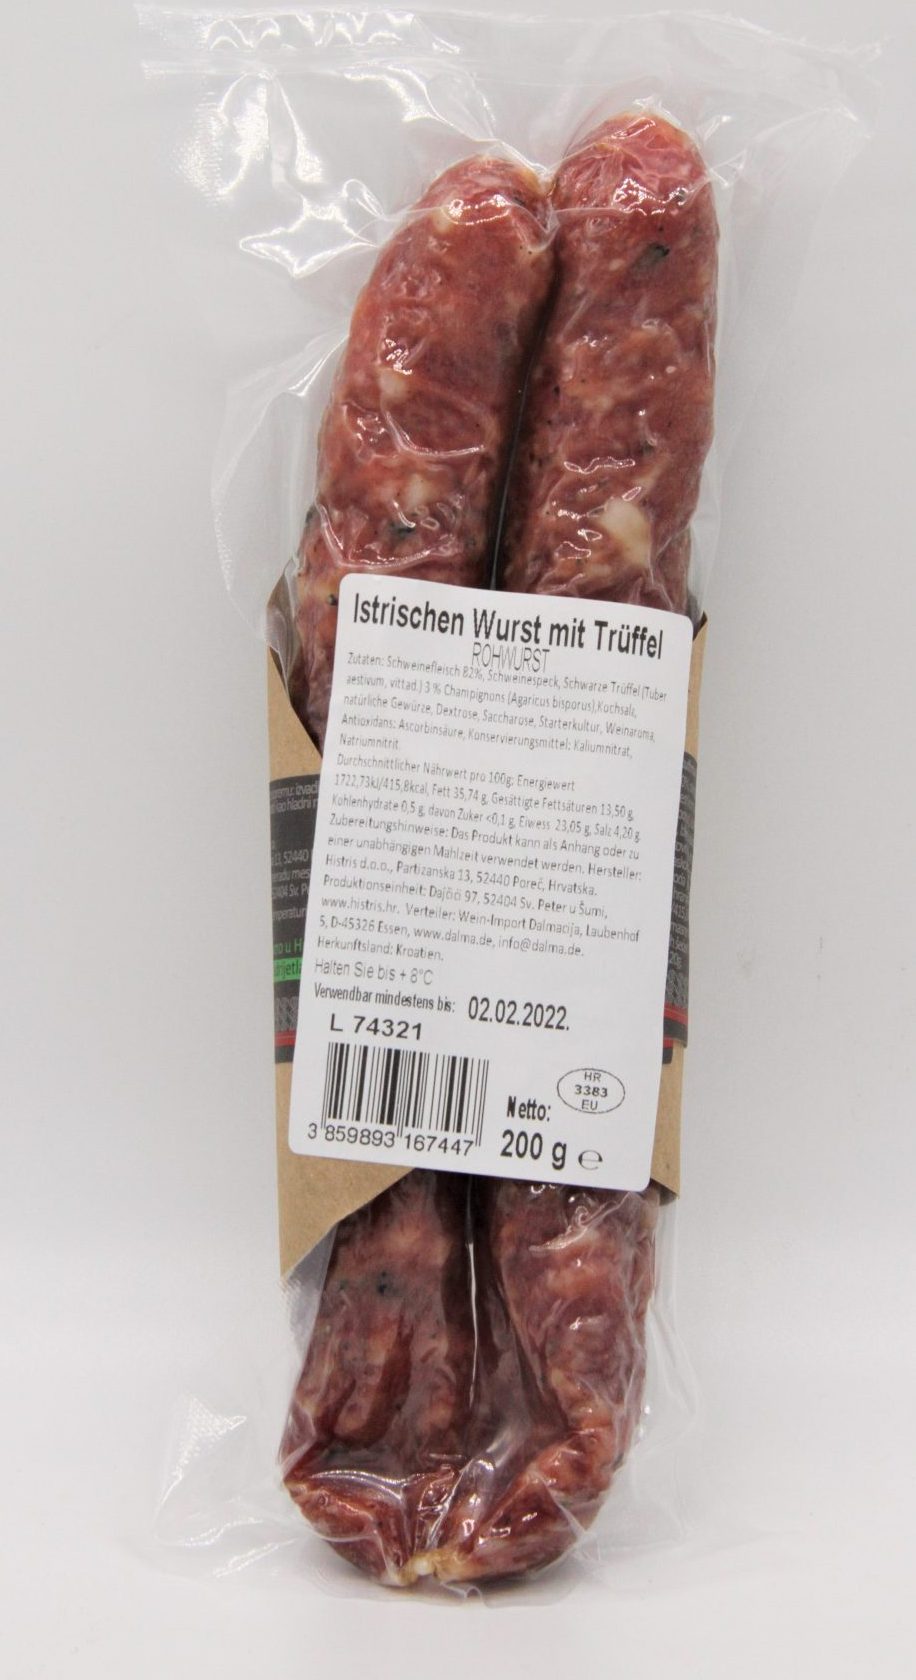 Istrischen Wurst mit Trüffel
ROHWURST
Zutaten: Schweinefleisch 82%, Schweinespeck, Schwarze Trüffel (Tuber
aestivum, vittad.) 3 % Champignons (Agaricus bisporus),Kochsalz,
natürliche Gewürze, Dextrose, Saccharose, Starterkultur, Weinaroma,
Antioxidans: Ascorbinsäure, Konservierungsmittel: Kaliumnitrat,
Natriumnitrit.
Durchschnittlicher Nährwert pro 100g: Energiewert
1722,73kJ/415,8kcal, Fett 35,74 g, Gesättigte Fettsäturen 13,50 g,
Kohlenhydrate 0,5 g, davon Zuker <0,1 g, Eiwess 23,05 g, Salz 4,20 g.
Zubereitungshinweise: Das Produkt kann als Anhang oder zu
einer unabhängigen Mahlzeit verwendet werden. Hersteller:
Histris d.o.o., Partizanska 13, 52440 Poreč, Hrvatska.
Produktionseinheit: Dajčići 97, 52404 Sv. Peter u Šumi,
www.histris.hr. Verteiler: Wein-Import Dalmacija, Laubenhof
5, D-45326 Essen, www.dalma.de, info@dalma.de.
Herkunftsland: Kroatien.
Halten Sie bis + 8°C
Verwendbar mindestens bis: 02.02.2022.
L 74321
HR
3383
EU
Netto:
200 g ℮
3 859893 167447
52440